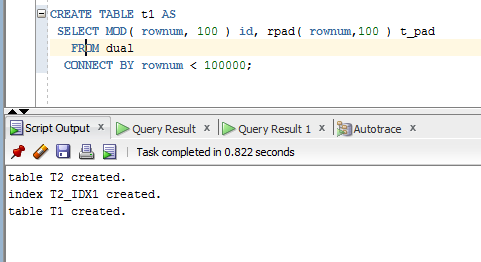 CREATE TABLE t1 AS
SELECT MOD( rownum, 100 ) id, rpad( rownum,100 ) t_pad
FROM dual
CONNECT BY rownum < 100000;
Script Output x Query Result x Query Result 1 x Autotrace x
Task completed in 0.822 seconds
table T2 created.
index T2_IDX1 created.
table T1 created.